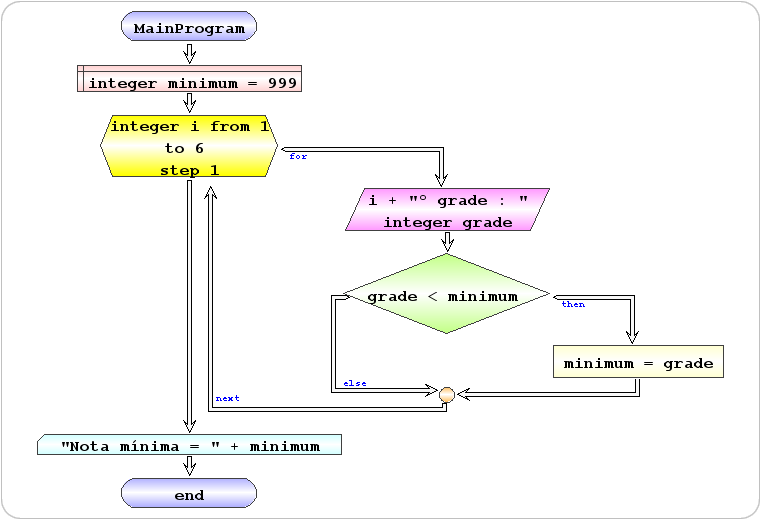 MainProgram
integer minimum = 999
integer i from 1
to 6
step 1
for
i + "° grade : "
integer grade
grade < minimum
then
minimum = grade
else
next
"Nota mínima = " + minimum
end